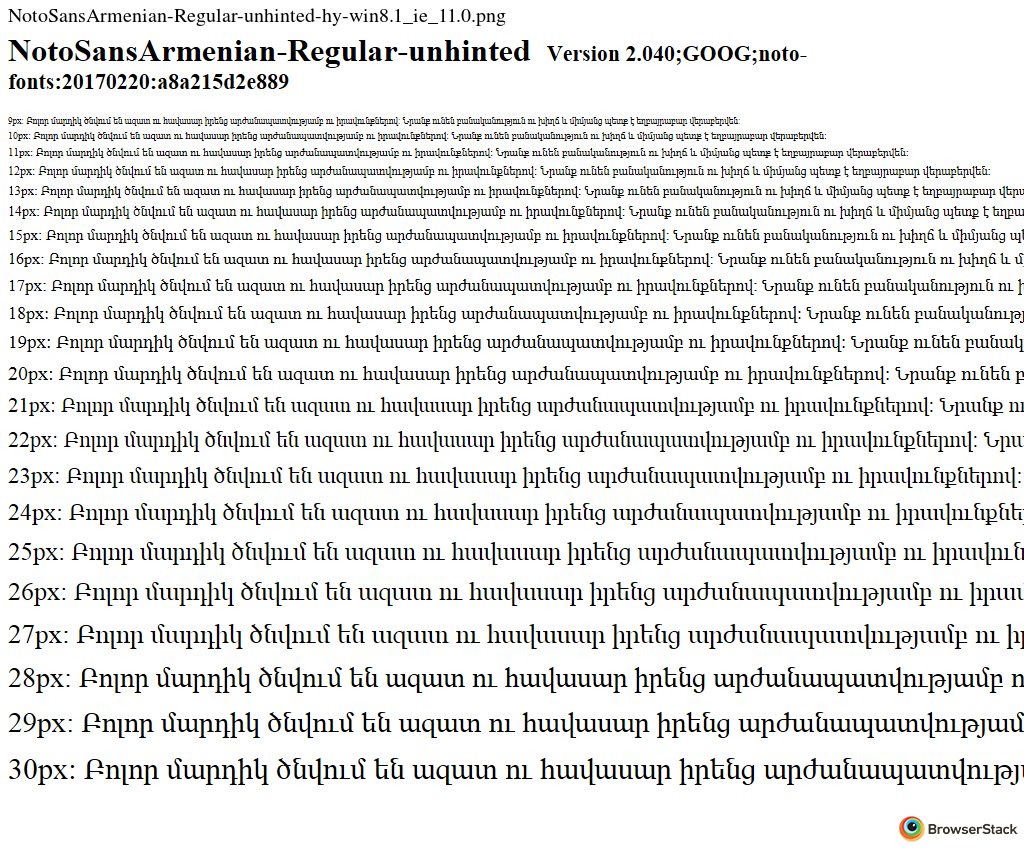 NotoSansArmenian-Regular-unhinted-hy-win8.1_ie_11.0.png
NotoSansArmenian-Regular-unhinted Version 2.040;GOOG;noto-
fonts:20170220:a8a215d2e889
9px: Բոլոր մարդիկ ծնվում են ազատ ու հավասար իրենց արժանապատվությամբ ու իրավունքներով: Նրանք ունեն բանականություն ու խիղճ և միմյանց պետք է եղբայրաբար վերաբերվեն:
10px: Բոլոր մարդիկ ծնվում են ազատ ու հավասար իրենց արժանապատվությամբ ու իրավունքներով: Նրանք ունեն բանականություն ու խիղճ և միմյանց պետք է եղբայրաբար վերաբերվեն:
11px: Բոլոր մարդիկ ծնվում են ազատ ու հավասար իրենց արժանապատվությամբ ու իրավունքներով: Նրանք ունեն բանականություն ու խիղճ և միմյանց պետք է եղբայրաբար վերաբերվեն:
12px: Բոլոր մարդիկ ծնվում են ազատ ու հավասար իրենց արժանապատվությամբ ու իրավունքներով: Նրանք ունեն բանականություն ու խիղճ և միմյանց պետք է եղբայրաբար վերաբերվեն:
13px: Բոլոր մարդիկ ծնվում են ազատ ու հավասար իրենց արժանապատվությամբ ու իրավունքներով: Նրանք ունեն բանականություն ու խիղճ և միմյանց պետք է եղբայրաբար վերա
14px: Բոլոր մարդիկ ծնվում են ազատ ու հավասար իրենց արժանապատվությամբ ու իրավունքներով: Նրանք ունեն բանականություն ու խիղճ և միմյանց պետք է եղբա
15px: Բոլոր մարդիկ ծնվում են ազատ ու հավասար իրենց արժանապատվությամբ ու իրավունքներով: Նրանք ունեն բանականություն ու խիղճ և միմյանց պե
16px: Բոլոր մարդիկ ծնվում են ազատ ու հավասար իրենց արժանապատվությամբ ու իրավունքներով: Նրանք ունեն բանականություն ու խիղճ և մ
17px: Բոլոր մարդիկ ծնվում են ազատ ու հավասար իրենց արժանապատվությամբ ու իրավունքներով: Նրանք ունեն բանականություն ու խ
18px: Բոլոր մարդիկ ծնվում են ազատ ու հավասար իրենց արժանապատվությամբ ու իրավունքներով: Նրանք ունեն բանականությ
19px: Բոլոր մարդիկ ծնվում են ազատ ու հավասար իրենց արժանապատվությամբ ու իրավունքներով: Նրանք ունեն բանակ
20px: Բոլոր մարդիկ ծնվում են ազատ ու հավասար իրենց արժանապատվությամբ ու իրավունքներով: Նրանք ունեն բ
21px: Բոլոր մարդիկ ծնվում են ազատ ու հավասար իրենց արժանապատվությամբ ու իրավունքներով: Նրանք ու
22px: Բոլոր մարդիկ ծնվում են ազատ ու հավասար իրենց արժանապատվությամբ ու իրավունքներով: Նրա
23px: Բոլոր մարդիկ ծնվում են ազատ ու հավասար իրենց արժանապատվությամբ ու իրավունքներով:
24px: Բոլոր մարդիկ ծնվում են ազատ ու հավասար իրենց արժանապատվությամբ ու իրավունքնե
25px: Բոլոր մարդիկ ծնվում են ազատ ու հավասար իրենց արժանապատվությամբ ու իրավուն
26px: Բոլոր մարդիկ ծնվում են ազատ ու հավասար իրենց արժանապատվությամբ ու իրավ
27px: Բոլոր մարդիկ ծնվում են ազատ ու հավասար իրենց արժանապատվությամբ ու իր
28px: Բոլոր մարդիկ ծնվում են ազատ ու հավասար իրենց արժանապատվությամբ ո
29px: Բոլոր մարդիկ ծնվում են ազատ ու հավասար իրենց արժանապատվությամ
30px: Բոլոր մարդիկ ծնվում են ազատ ու հավասար իրենց արժանապատվությ
BrowserStack